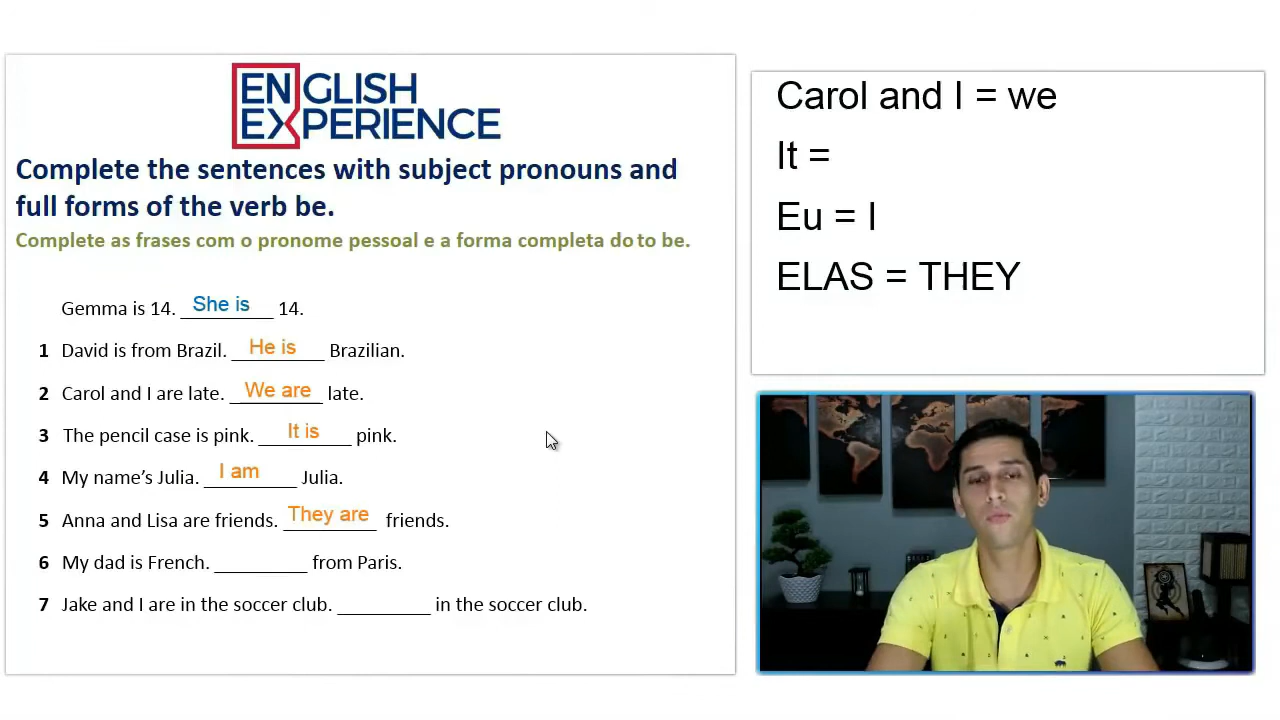 ENGLISH
EXPERIENCE
Complete the sentences with subject pronouns and
full forms of the verb be.
Complete as frases com o pronome pessoal e a forma completa do to be.
Gemma is 14. She is 14.
1 David is from Brazil. He is Brazilian.
2 Carol and I are late. We are late.
3 The pencil case is pink. It is pink.
4 My name’s Julia. I am Julia.
5 Anna and Lisa are friends. They are friends.
6 My dad is French. _________ from Paris.
7 Jake and I are in the soccer club. _________ in the soccer club.
Carol and I = we
It =
Eu = I
ELAS = THEY